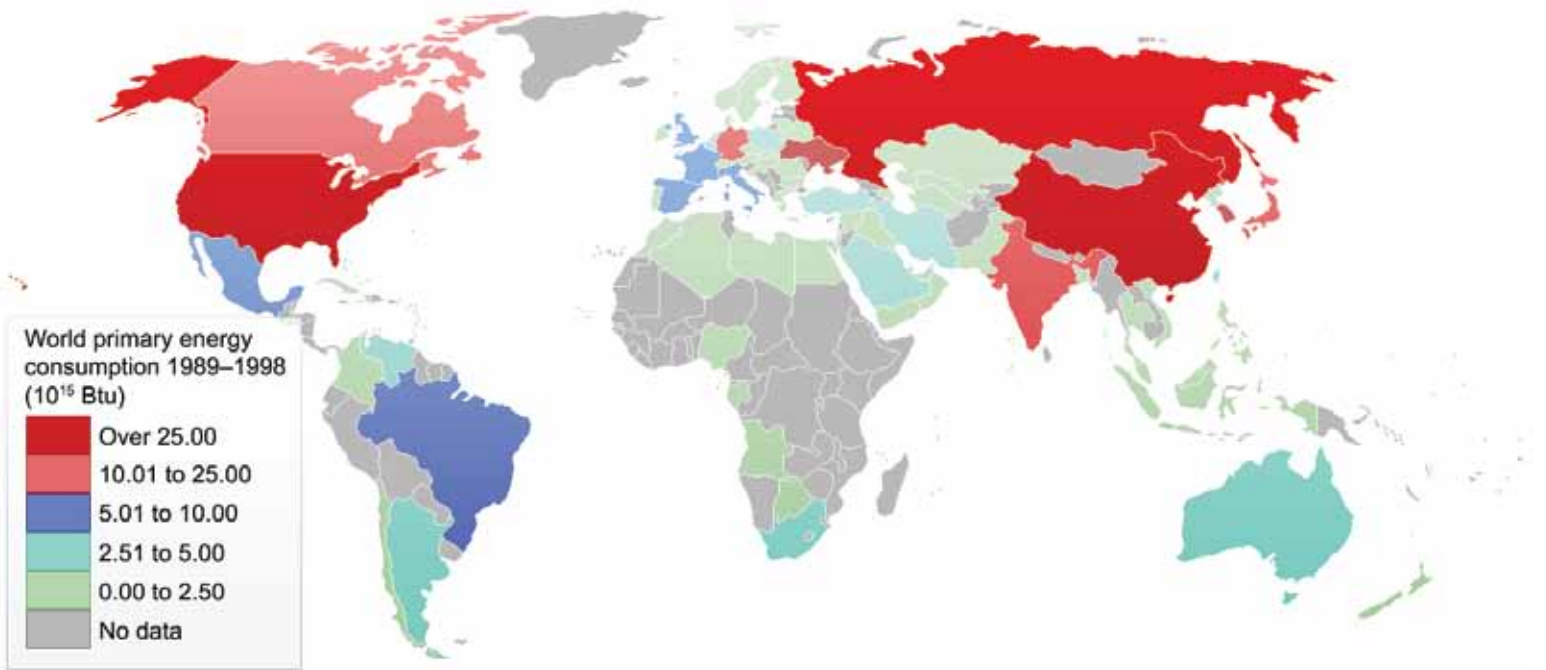 World primary energy
consumption 1989–1998
(10¹⁵ Btu)
Over 25.00
10.01 to 25.00
5.01 to 10.00
2.51 to 5.00
0.00 to 2.50
No data